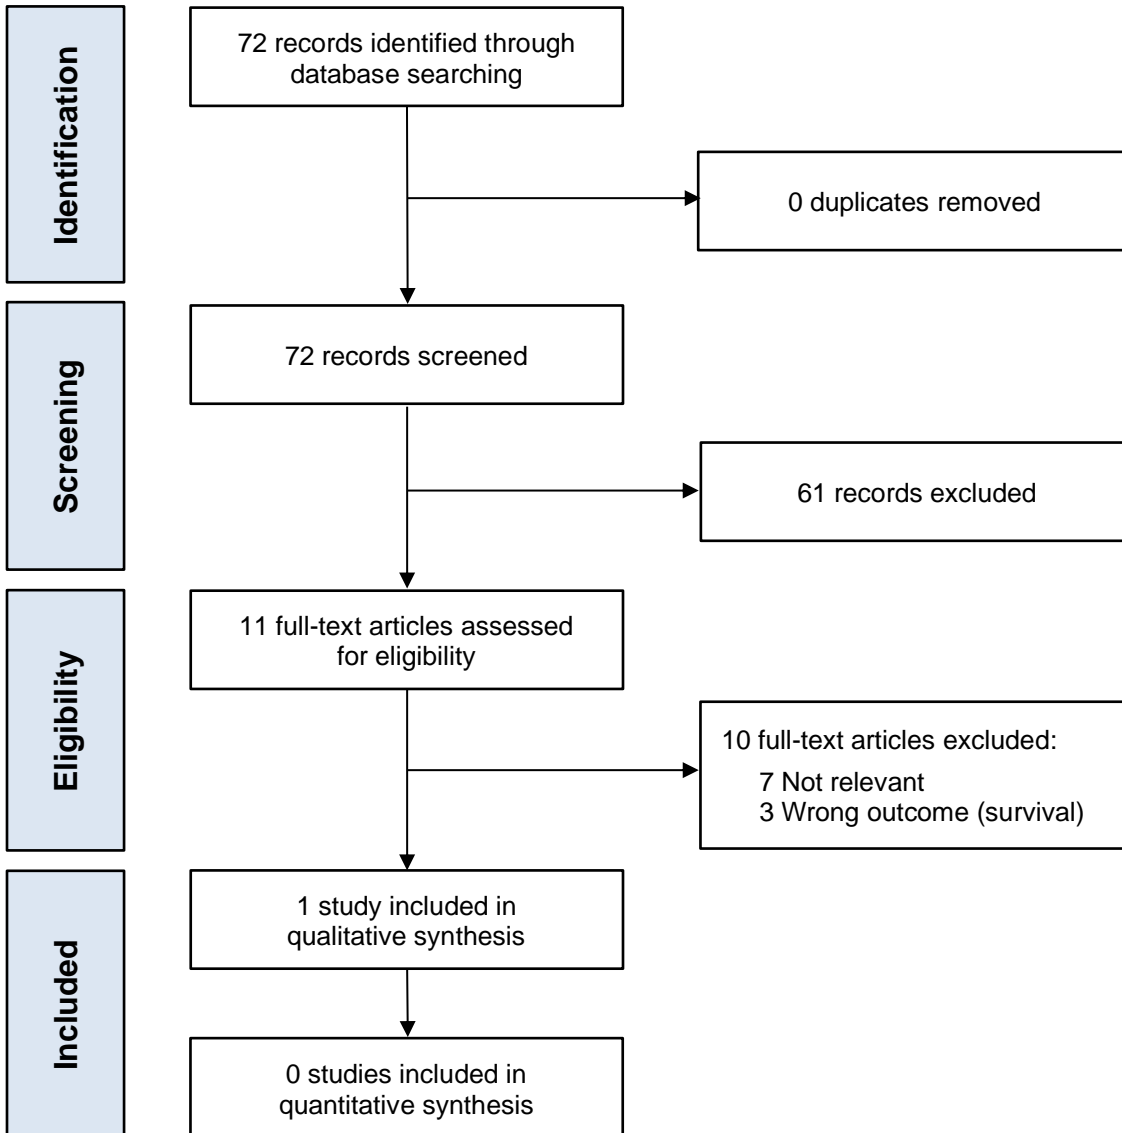 Identification
72 records identified through
database searching
0 duplicates removed
Screening
72 records screened
61 records excluded
Eligibility
11 full-text articles assessed
for eligibility
10 full-text articles excluded:
7 Not relevant
3 Wrong outcome (survival)
Included
1 study included in
qualitative synthesis
0 studies included in
quantitative synthesis